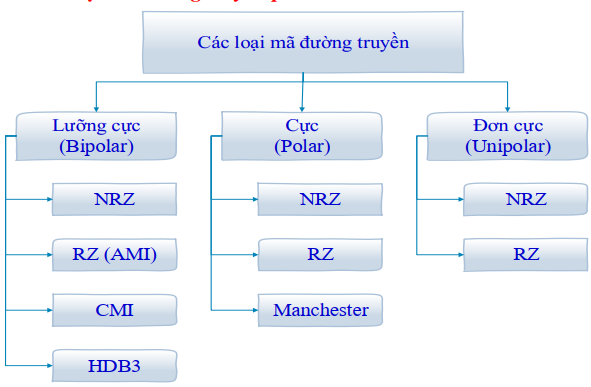 Các loại mã đường truyền
Lưỡng cực
(Bipolar)
NRZ
RZ (AMI)
CMI
HDB3
Cực
(Polar)
NRZ
RZ
Manchester
Đơn cực
(Unipolar)
NRZ
RZ